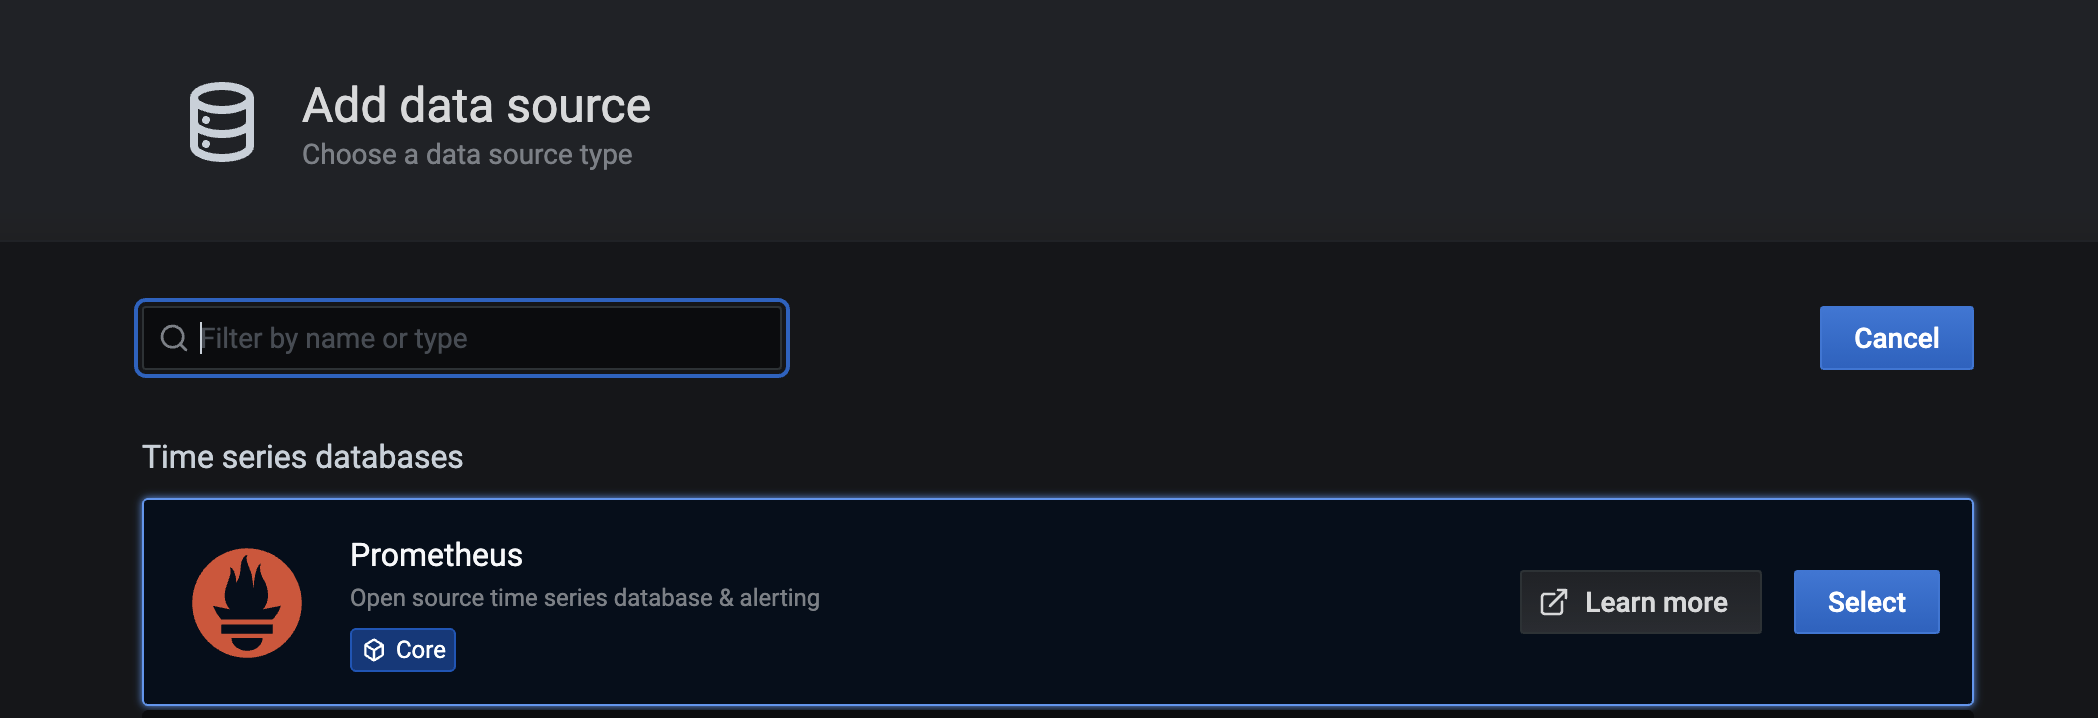 Add data source
Choose a data source type
Filter by name or type
Cancel
Time series databases
Prometheus
Open source time series database & alerting
Core
Learn more
Select